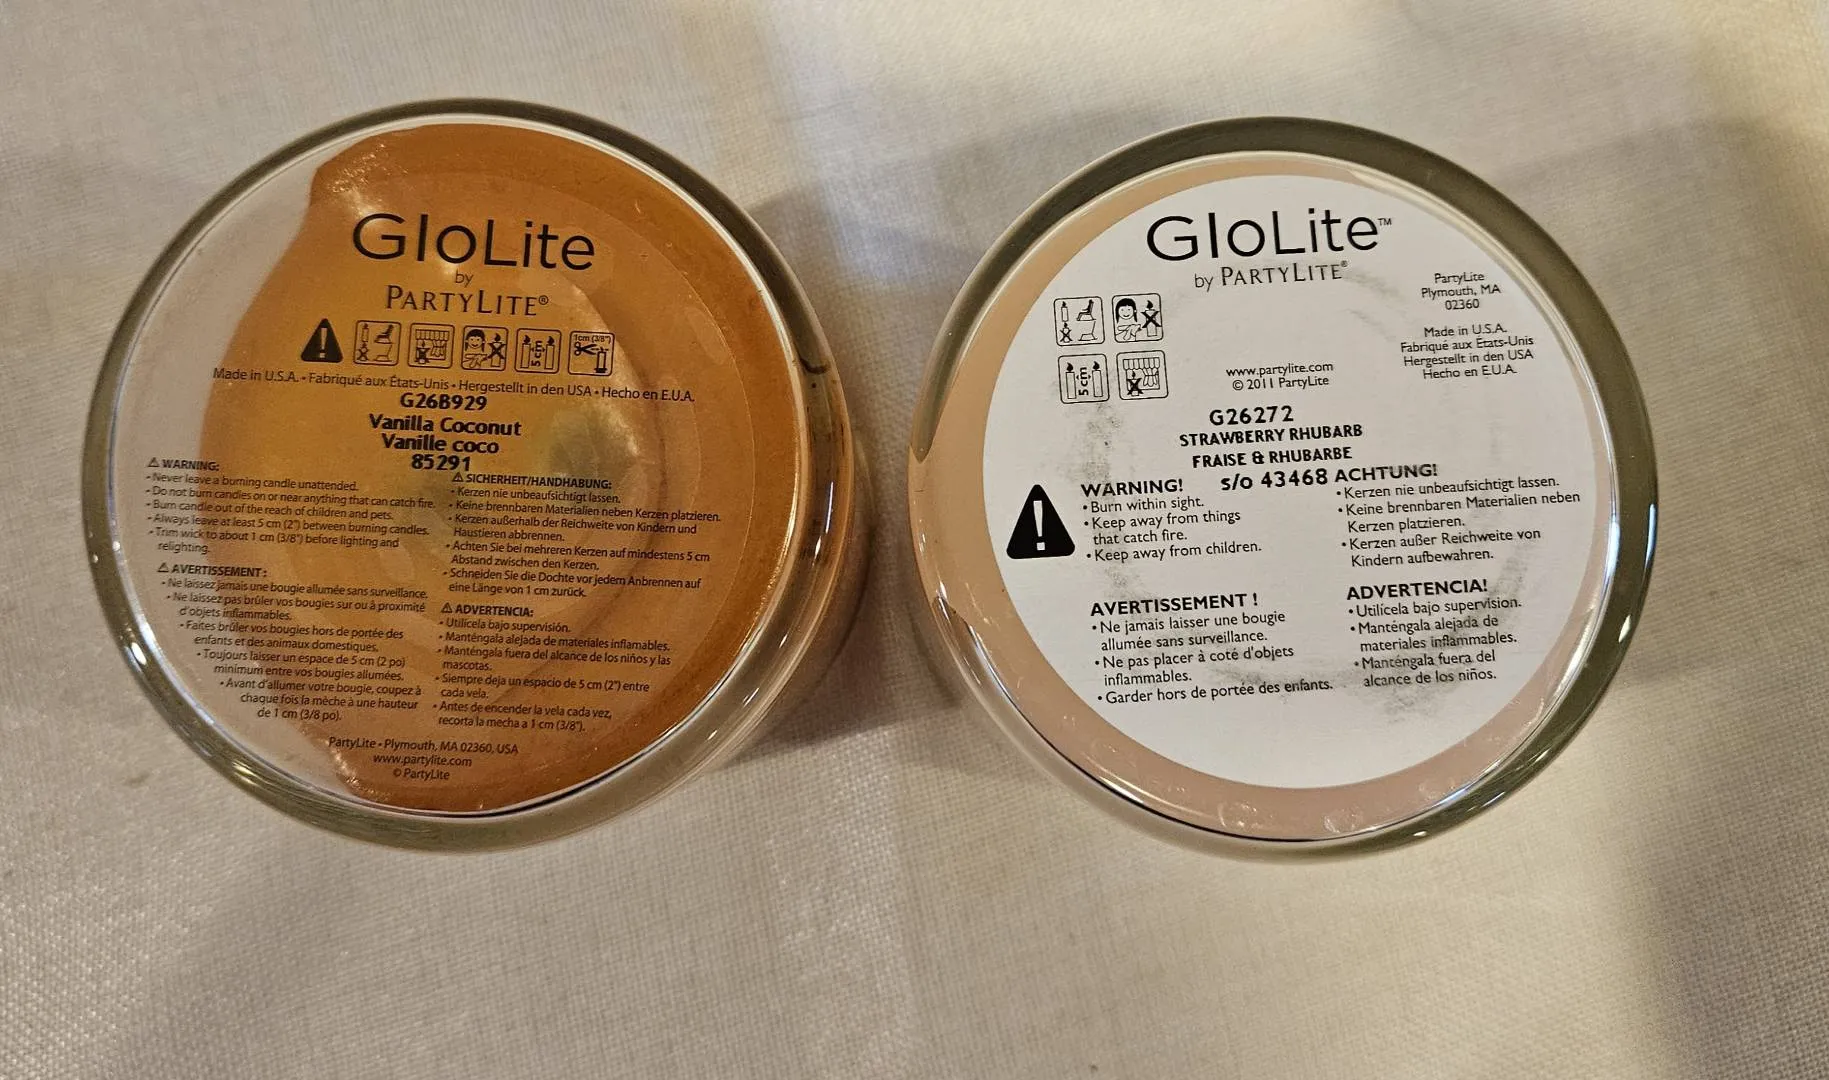 GloLite
by
PARTYLITE®
1cm (3/8")
5 cm
Made in U.S.A. • Fabriqué aux États-Unis • Hergestellt in den USA • Hecho en E.U.A.
G26B929
Vanilla Coconut
Vanille coco
85291
⚠ WARNING:
• Never leave a burning candle unattended.
• Do not burn candles on or near anything that can catch fire.
• Burn candle out of the reach of children and pets.
• Always leave at least 5 cm (2") between burning candles.
• Trim wick to about 1 cm (3/8") before lighting and
relighting.
⚠ AVERTISSEMENT :
• Ne laissez jamais une bougie allumée sans surveillance.
• Ne laissez pas brûler vos bougies sur ou à proximité
d'objets inflammables.
• Faites brûler vos bougies hors de portée des
enfants et des animaux domestiques.
• Toujours laisser un espace de 5 cm (2 po)
minimum entre vos bougies allumées.
• Avant d'allumer votre bougie, coupez à
chaque fois la mèche à une hauteur
de 1 cm (3/8 po).
⚠ SICHERHEIT/HANDHABUNG:
• Kerzen nie unbeaufsichtigt lassen.
• Keine brennbaren Materialien neben Kerzen platzieren.
• Kerzen außerhalb der Reichweite von Kindern und
Haustieren abbrennen.
• Achten Sie bei mehreren Kerzen auf mindestens 5 cm
Abstand zwischen den Kerzen.
• Schneiden Sie die Dochte vor jedem Anbrennen auf
eine Länge von 1 cm zurück.
⚠ ADVERTENCIA:
• Utilícela bajo supervisión.
• Manténgala alejada de materiales inflamables.
• Manténgala fuera del alcance de los niños y las
mascotas.
• Siempre deja un espacio de 5 cm (2") entre
cada vela.
• Antes de encender la vela cada vez,
recorta la mecha a 1 cm (3/8").
PartyLite • Plymouth, MA 02360, USA
www.partylite.com
© PartyLite
GloLite™
by PARTYLITE®
5 cm
PartyLite
Plymouth, MA
02360
Made in U.S.A.
Fabriqué aux États-Unis
Hergestellt in den USA
Hecho en E.U.A.
www.partylite.com
© 2011 PartyLite
G26272
STRAWBERRY RHUBARB
FRAISE & RHUBARBE
s/o 43468
WARNING!
• Burn within sight.
• Keep away from things
that catch fire.
• Keep away from children.
ACHTUNG!
• Kerzen nie unbeaufsichtigt lassen.
• Keine brennbaren Materialien neben
Kerzen platzieren.
• Kerzen außer Reichweite von
Kindern aufbewahren.
AVERTISSEMENT !
• Ne jamais laisser une bougie
allumée sans surveillance.
• Ne pas placer à coté d'objets
inflammables.
• Garder hors de portée des enfants.
ADVERTENCIA!
• Utilícela bajo supervision.
• Manténgala alejada de
materiales inflammables.
• Manténgala fuera del
alcance de los niños.